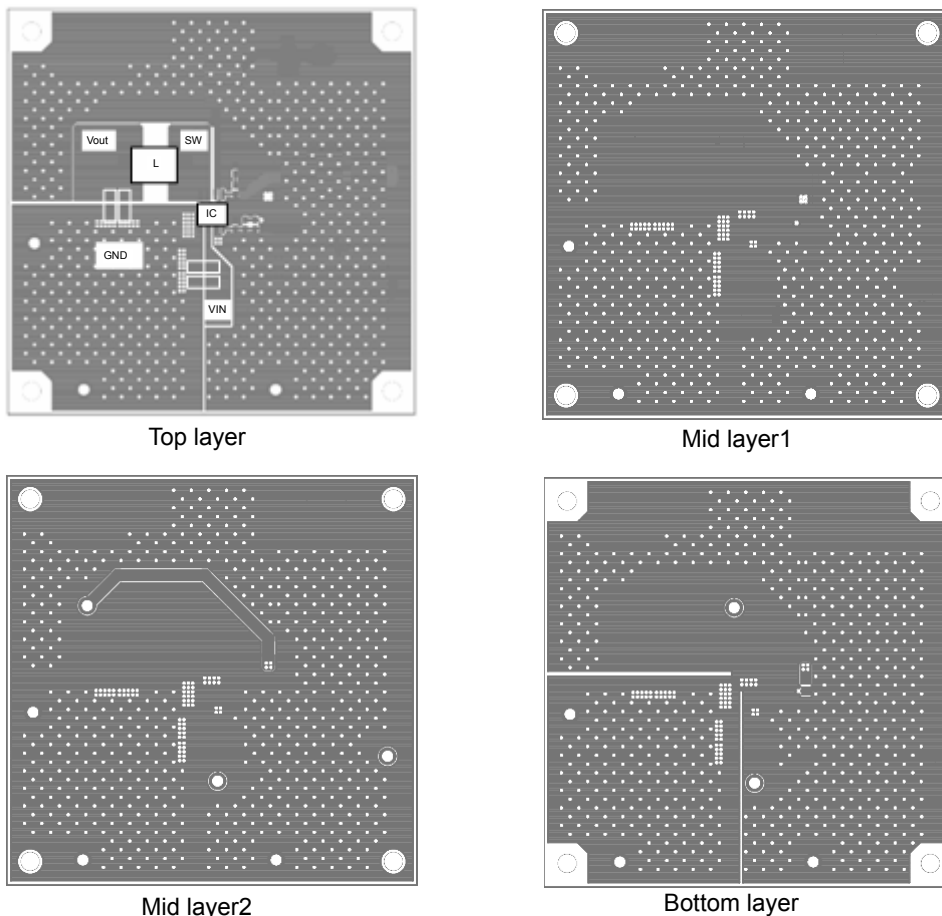 Vout
SW
L
IC
GND
VIN
Top layer
Mid layer1
Mid layer2
Bottom layer